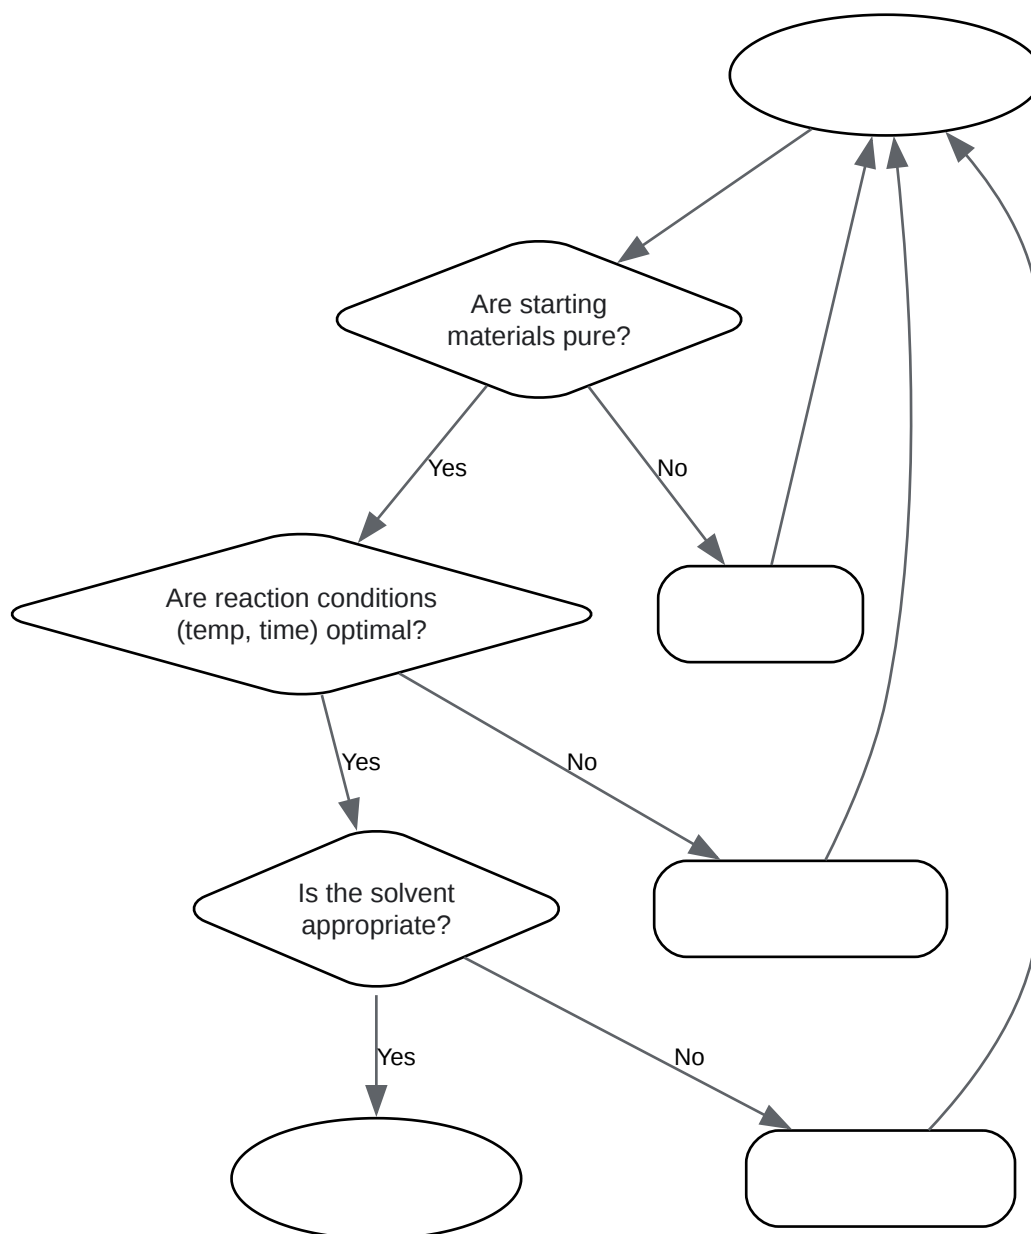 Are starting
materials pure?
Yes
No
Are reaction conditions
(temp, time) optimal?
Yes
No
Is the solvent
appropriate?
Yes
No